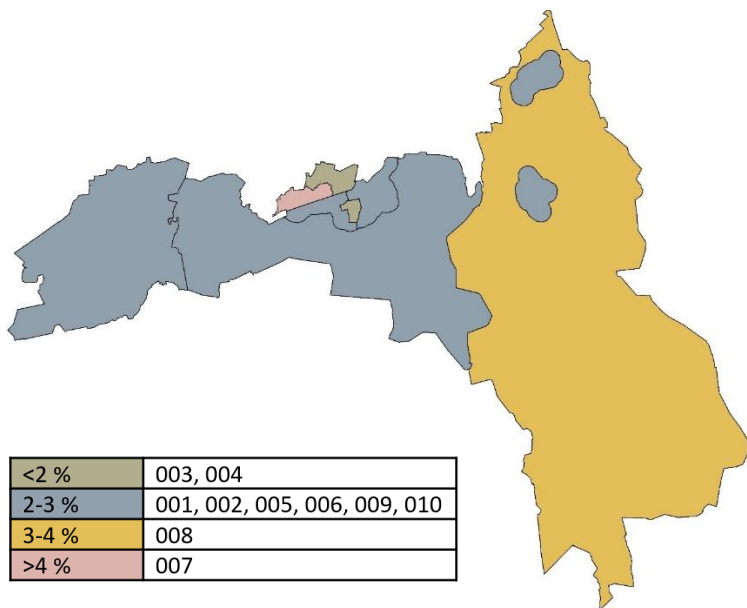 <2 % 003, 004
2-3 % 001, 002, 005, 006, 009, 010
3-4 % 008
>4 % 007